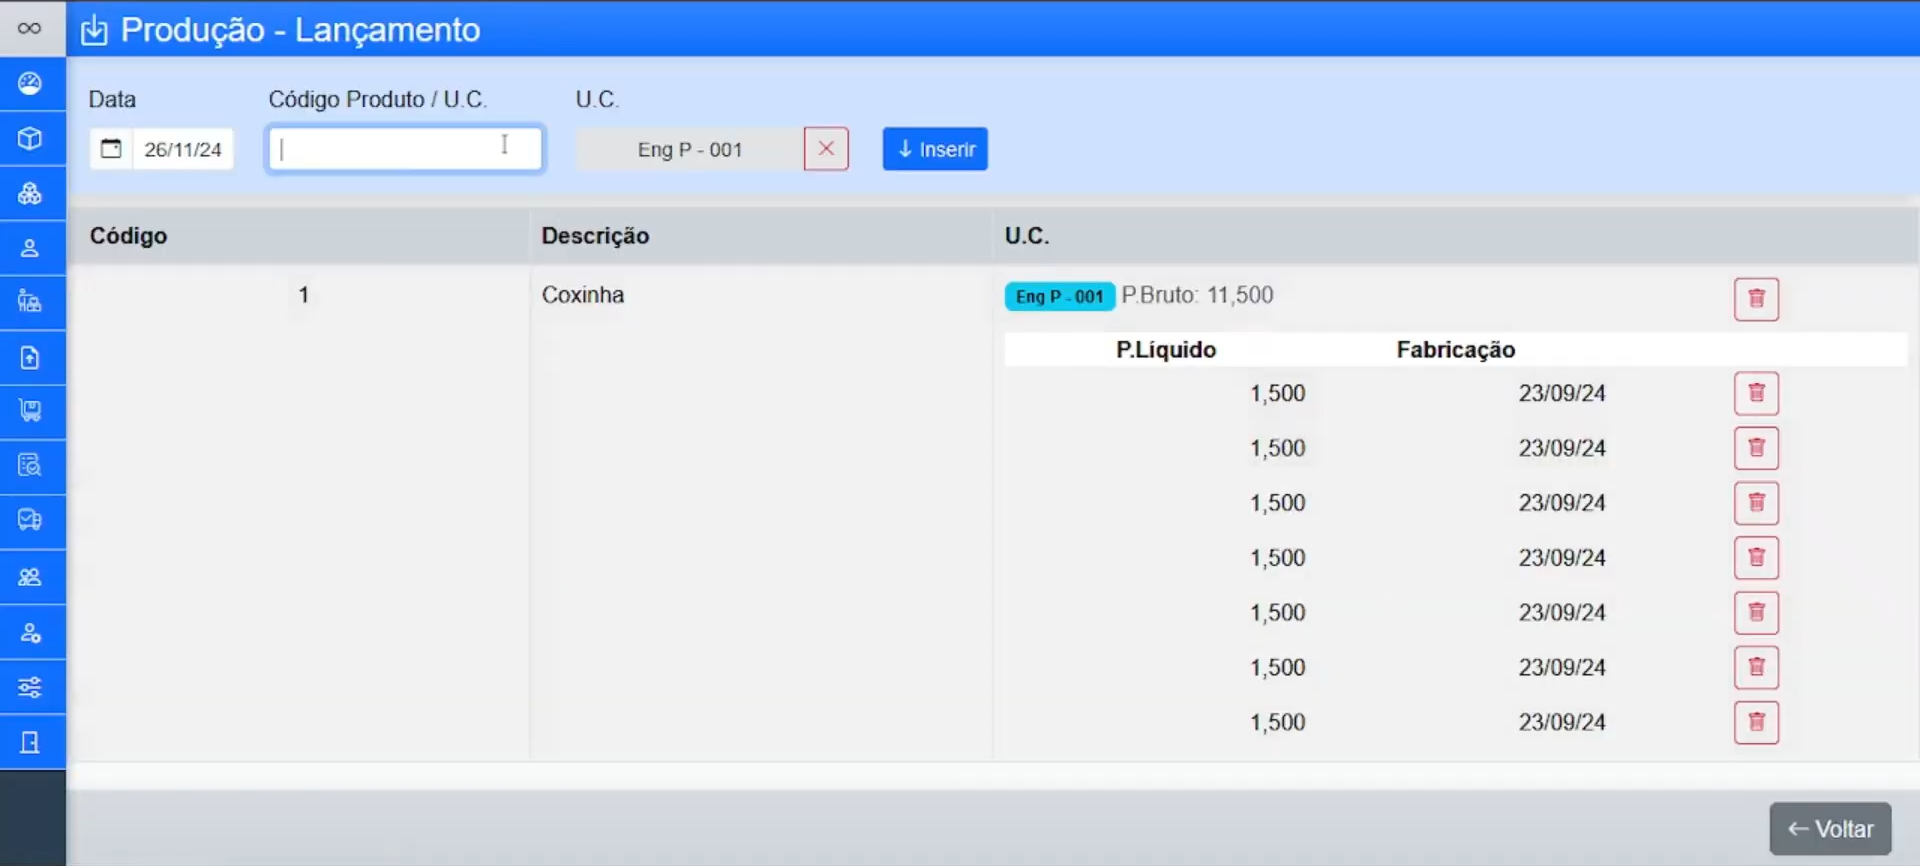 Produção - Lançamento
Data
Código Produto / U.C.
U.C.
26/11/24
Eng P - 001
Inserir
Código
Descrição
U.C.
1
Coxinha
Eng P - 001 P.Bruto: 11,500
P.Líquido Fabricação
1,500 23/09/24
1,500 23/09/24
1,500 23/09/24
1,500 23/09/24
1,500 23/09/24
1,500 23/09/24
1,500 23/09/24
Voltar